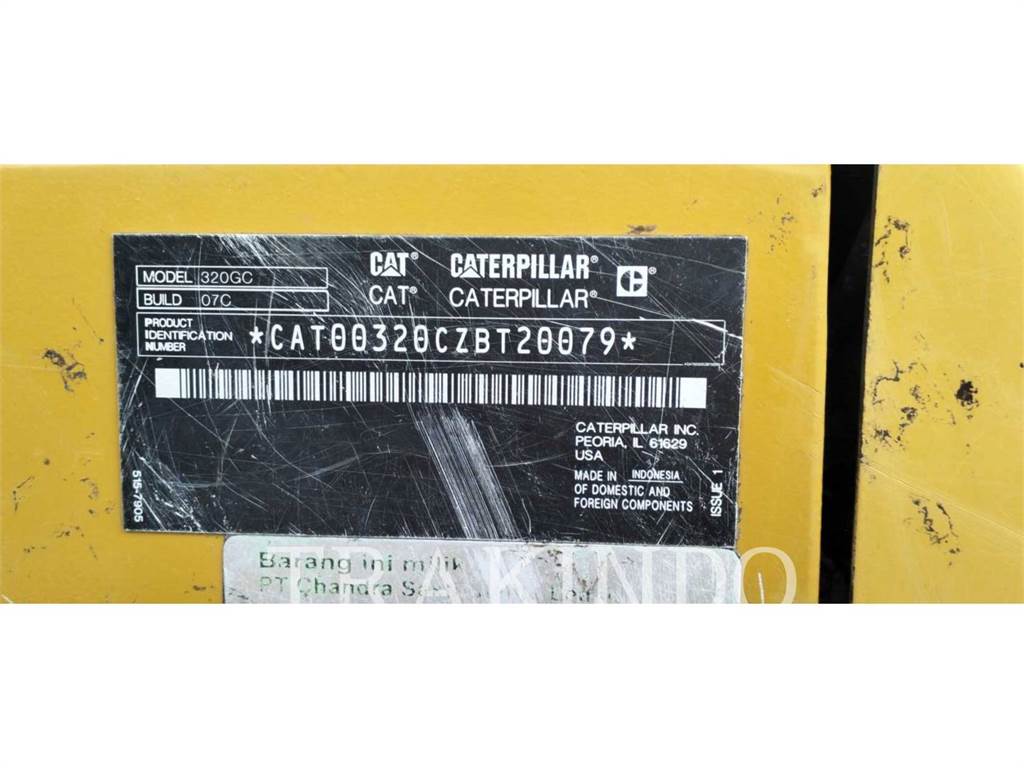 CAT® CATERPILLAR® ®
CAT® CATERPILLAR®
MODEL 320GC
BUILD 07C
PRODUCT
IDENTIFICATION
NUMBER
*CAT00320CZBT20079*
CATERPILLAR INC.
PEORIA, IL 61629
USA
MADE IN INDONESIA
OF DOMESTIC AND
FOREIGN COMPONENTS
515-7905
ISSUE 1
Barang ini milik
PT Chandra
TRAKINDO